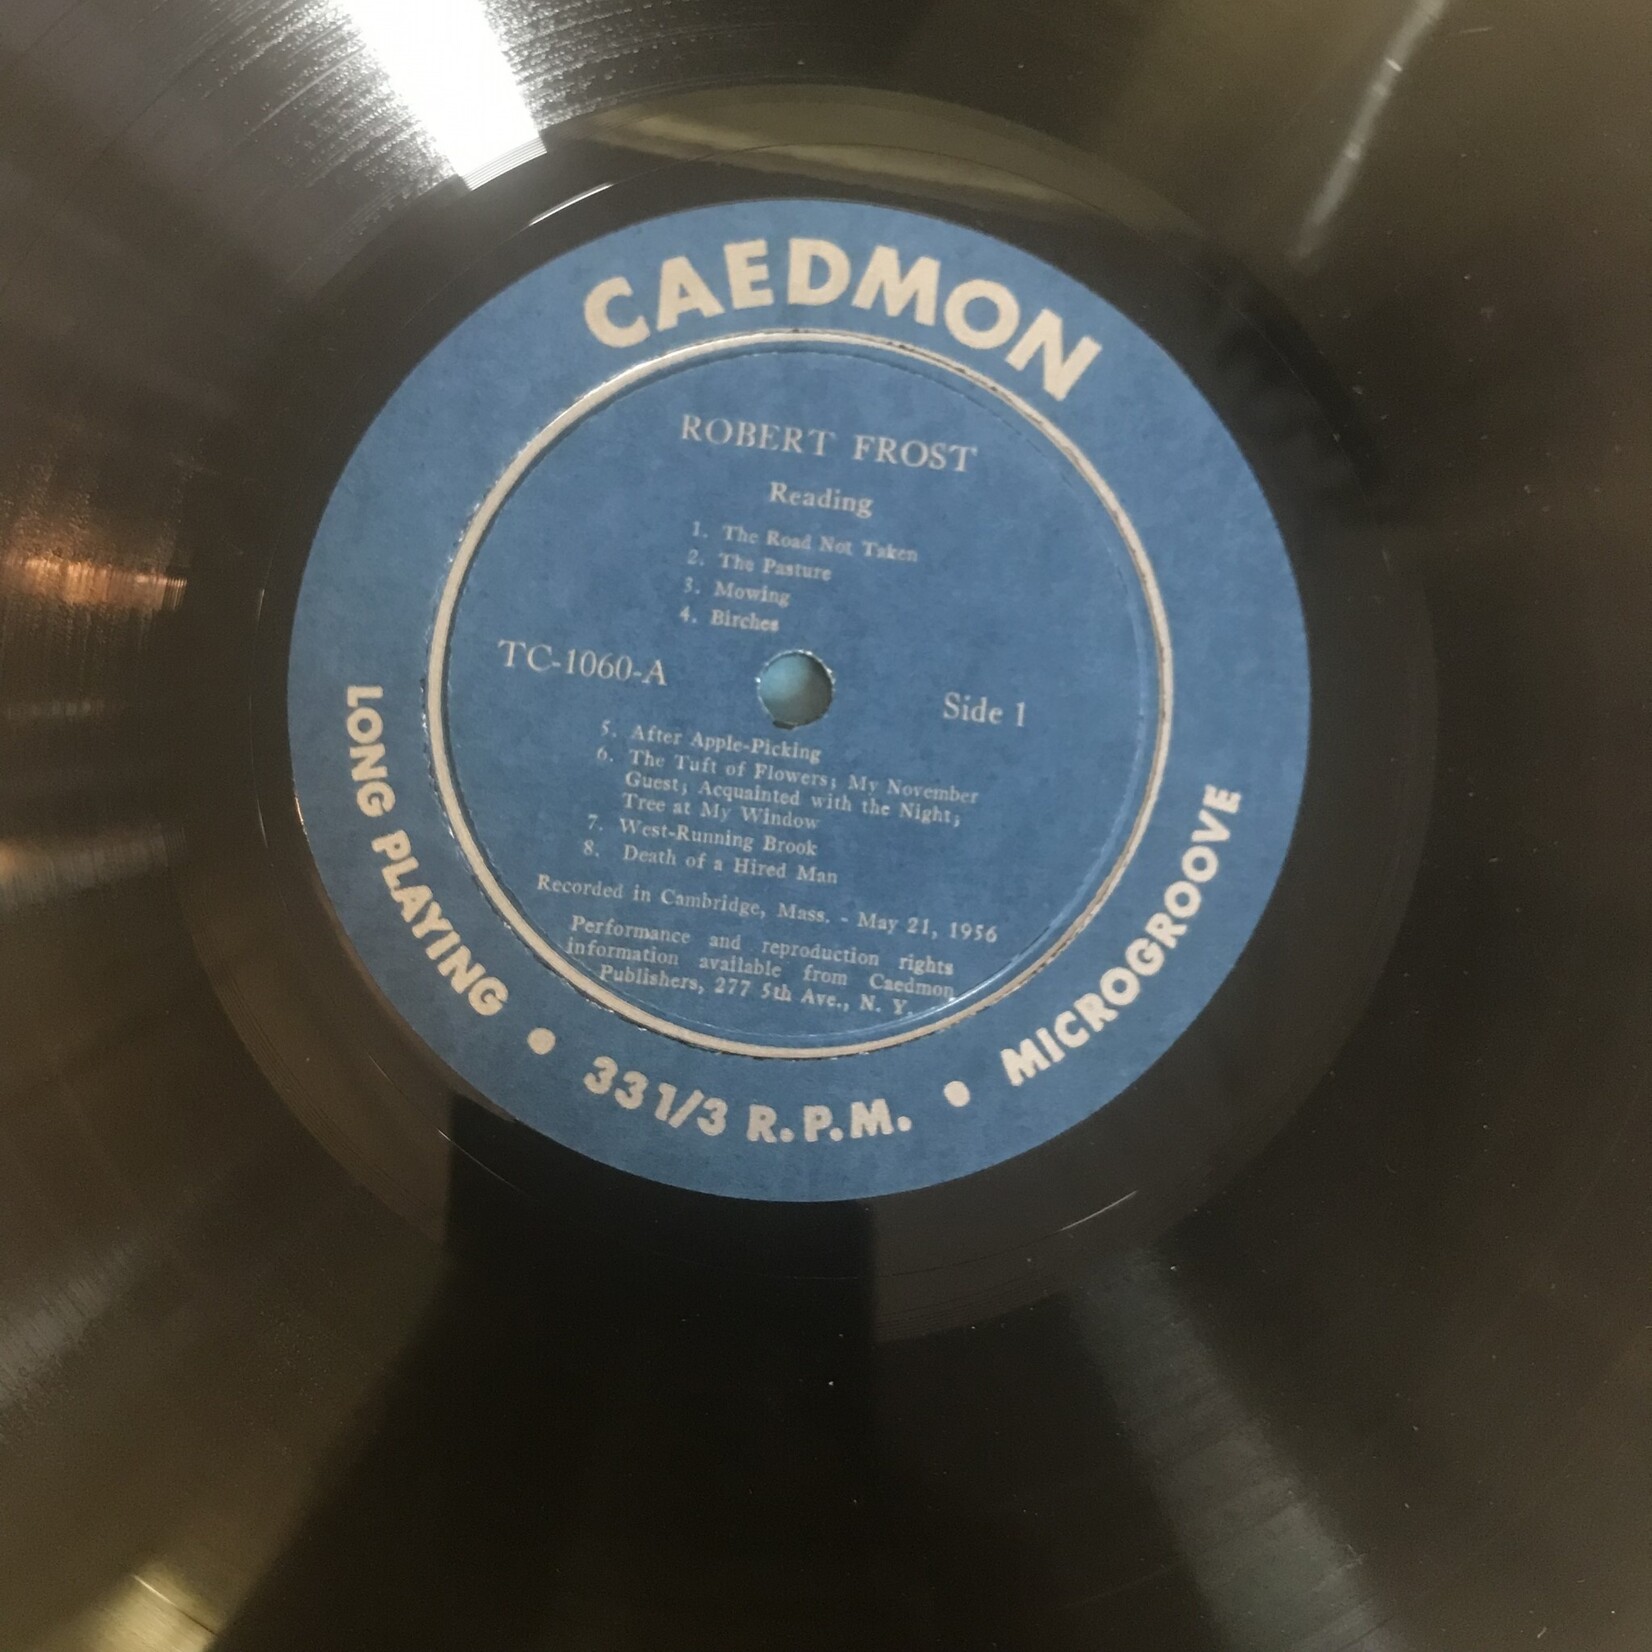 CAEDMON
ROBERT FROST
Reading
1. The Road Not Taken
2. The Pasture
3. Mowing
4. Birches
TC-1060-A
Side 1
5. After Apple-Picking
6. The Tuft of Flowers; My November
Guest; Acquainted with the Night;
Tree at My Window
7. West-Running Brook
8. Death of a Hired Man
Recorded in Cambridge, Mass. - May 21, 1956
Performance and reproduction rights
information available from Caedmon
Publishers, 277 5th Ave., N. Y.
LONG PLAYING • 33 1/3 R.P.M. • MICROGROOVE